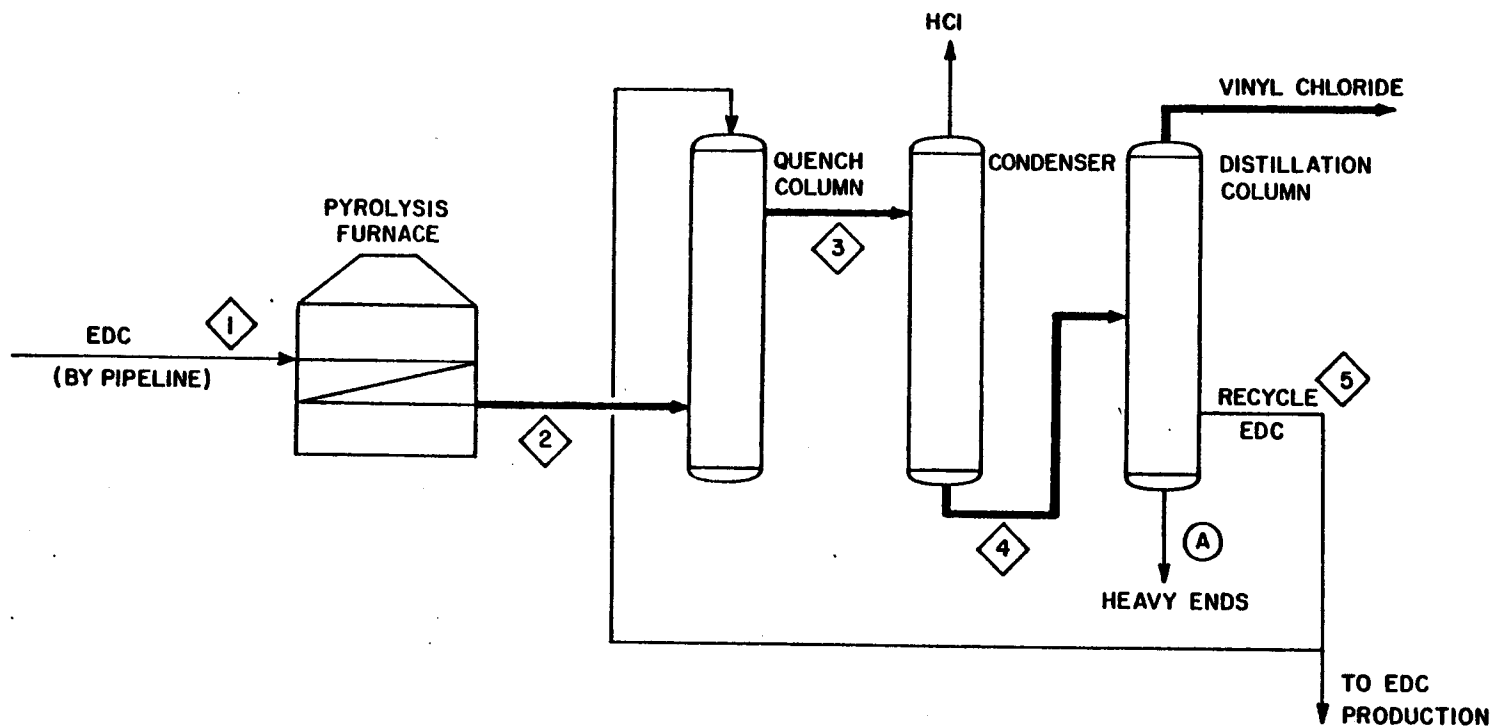 HCl
VINYL CHLORIDE
QUENCH
COLUMN
CONDENSER
DISTILLATION
COLUMN
PYROLYSIS
FURNACE
3
1
EDC
(BY PIPELINE)
5
RECYCLE
EDC
2
4
A
HEAVY ENDS
TO EDC
PRODUCTION